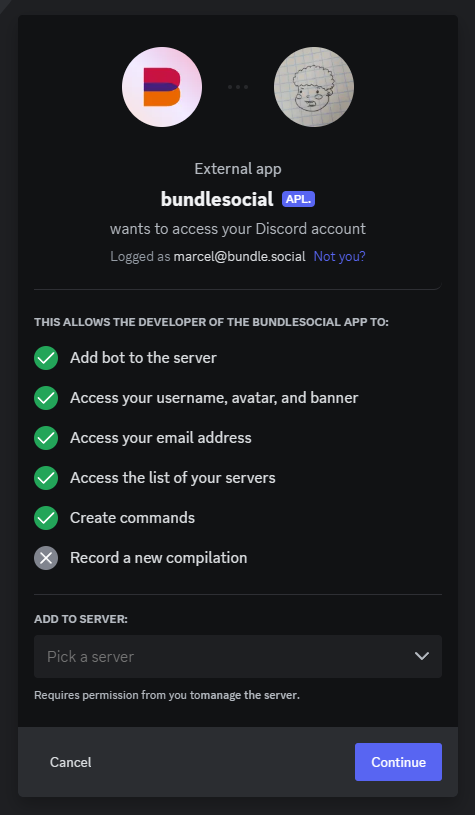 External app
bundlesocial APL.
wants to access your Discord account
Logged as marcel@bundle.social Not you?
THIS ALLOWS THE DEVELOPER OF THE BUNDLESOCIAL APP TO:
Add bot to the server
Access your username, avatar, and banner
Access your email address
Access the list of your servers
Create commands
Record a new compilation
ADD TO SERVER:
Pick a server
Requires permission from you tomanage the server.
Cancel Continue